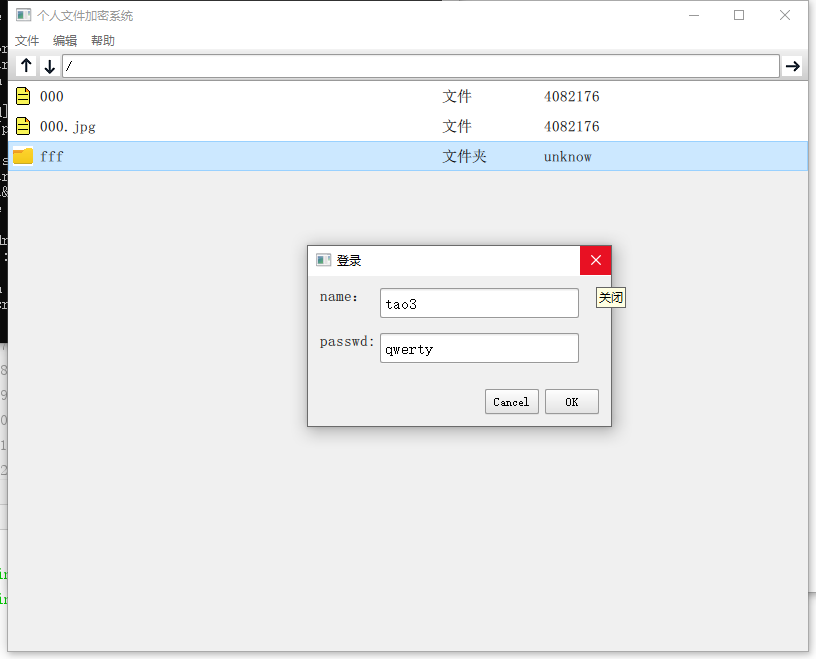 个人文件加密系统
文件 编辑 帮助
/
000 文件 4082176
000.jpg 文件 4082176
fff 文件夹 unknow
登录
关闭
name:
tao3
passwd:
qwerty
Cancel OK